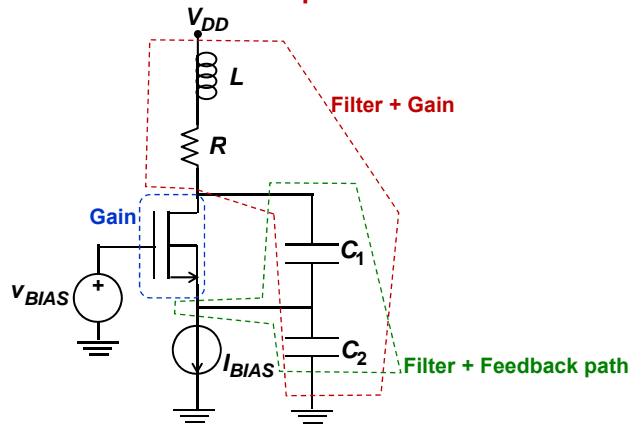 V_DD
L
Filter + Gain
R
Gain
C_1
v_BIAS
+
I_BIAS
C_2
Filter + Feedback path